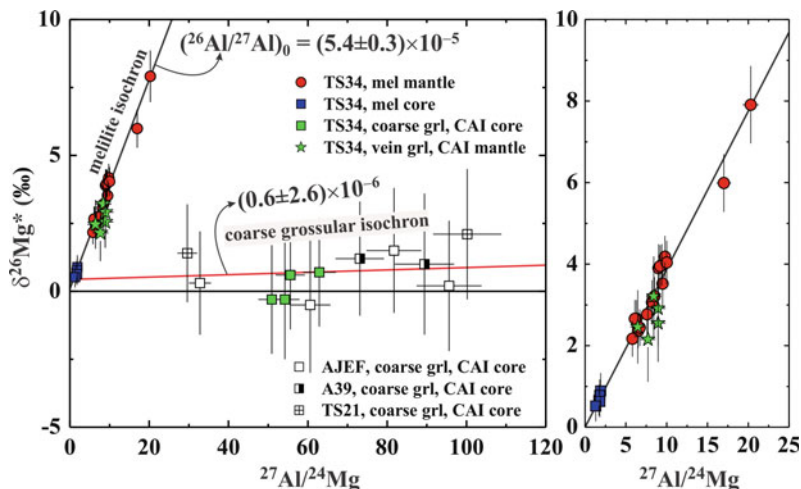 10
5
0
-5
0
20
40
60
80
100
120
δ²⁶Mg* (‰)
²⁷Al/²⁴Mg
(²⁶Al/²⁷Al)₀ = (5.4±0.3)×10⁻⁵
melilite isochron
TS34, mel mantle
TS34, mel core
TS34, coarse grl, CAI core
TS34, vein grl, CAI mantle
(0.6±2.6)×10⁻⁶
coarse grossular isochron
AJEF, coarse grl, CAI core
A39, coarse grl, CAI core
TS21, coarse grl, CAI core
10
8
6
4
2
0
0
5
10
15
20
25
²⁷Al/²⁴Mg